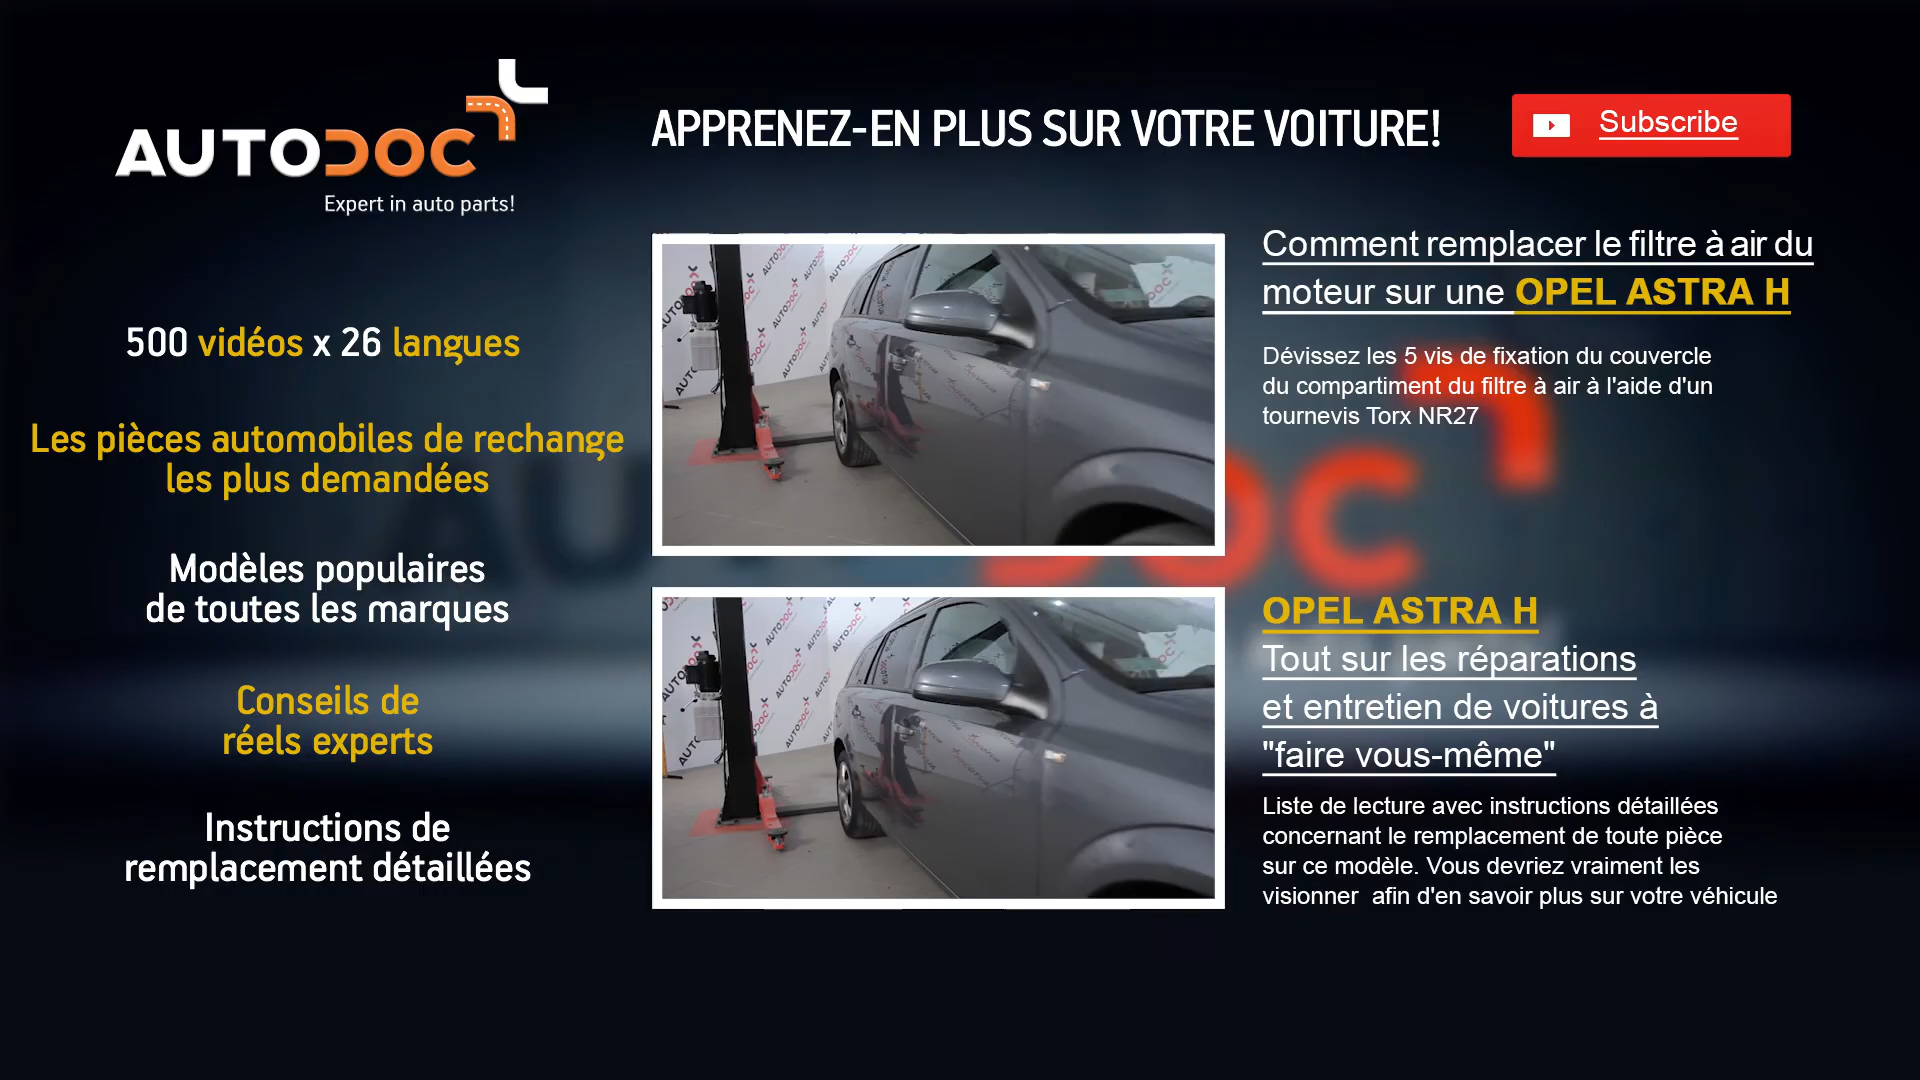 AUTODOC
Expert in auto parts!
APPRENEZ-EN PLUS SUR VOTRE VOITURE!
Subscribe
500 vidéos x 26 langues
Les pièces automobiles de rechange
les plus demandées
Modèles populaires
de toutes les marques
Conseils de
réels experts
Instructions de
remplacement détaillées
Comment remplacer le filtre à air du
moteur sur une OPEL ASTRA H
Dévissez les 5 vis de fixation du couvercle
du compartiment du filtre à air à l'aide d'un
tournevis Torx NR27
OPEL ASTRA H
Tout sur les réparations
et entretien de voitures à
"faire vous-même"
Liste de lecture avec instructions détaillées
concernant le remplacement de toute pièce
sur ce modèle. Vous devriez vraiment les
visionner  afin d'en savoir plus sur votre véhicule